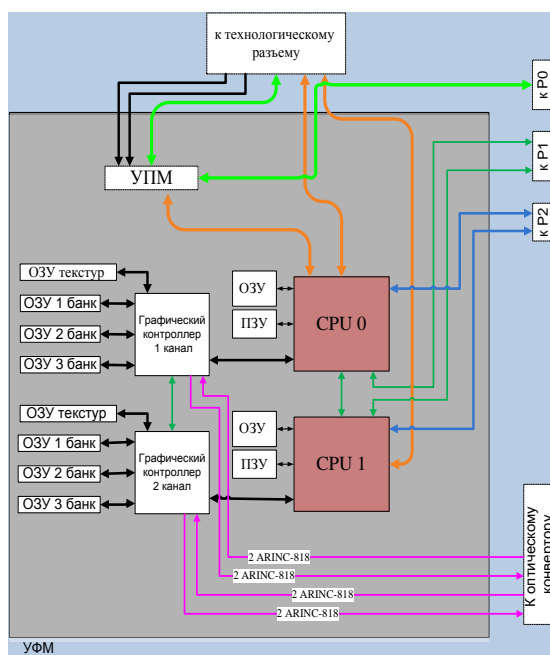 к технологическому
разъему
к P0
к P1
УПМ
к P2
ОЗУ текстур
ОЗУ 1 банк
ОЗУ 2 банк
ОЗУ 3 банк
Графический
контроллер
1 канал
ОЗУ
ПЗУ
CPU 0
ОЗУ текстур
ОЗУ 1 банк
ОЗУ 2 банк
ОЗУ 3 банк
Графический
контроллер
2 канал
ОЗУ
ПЗУ
CPU 1
2 ARINC-818
2 ARINC-818
2 ARINC-818
2 ARINC-818
К оптическому
конвертору
УФМ